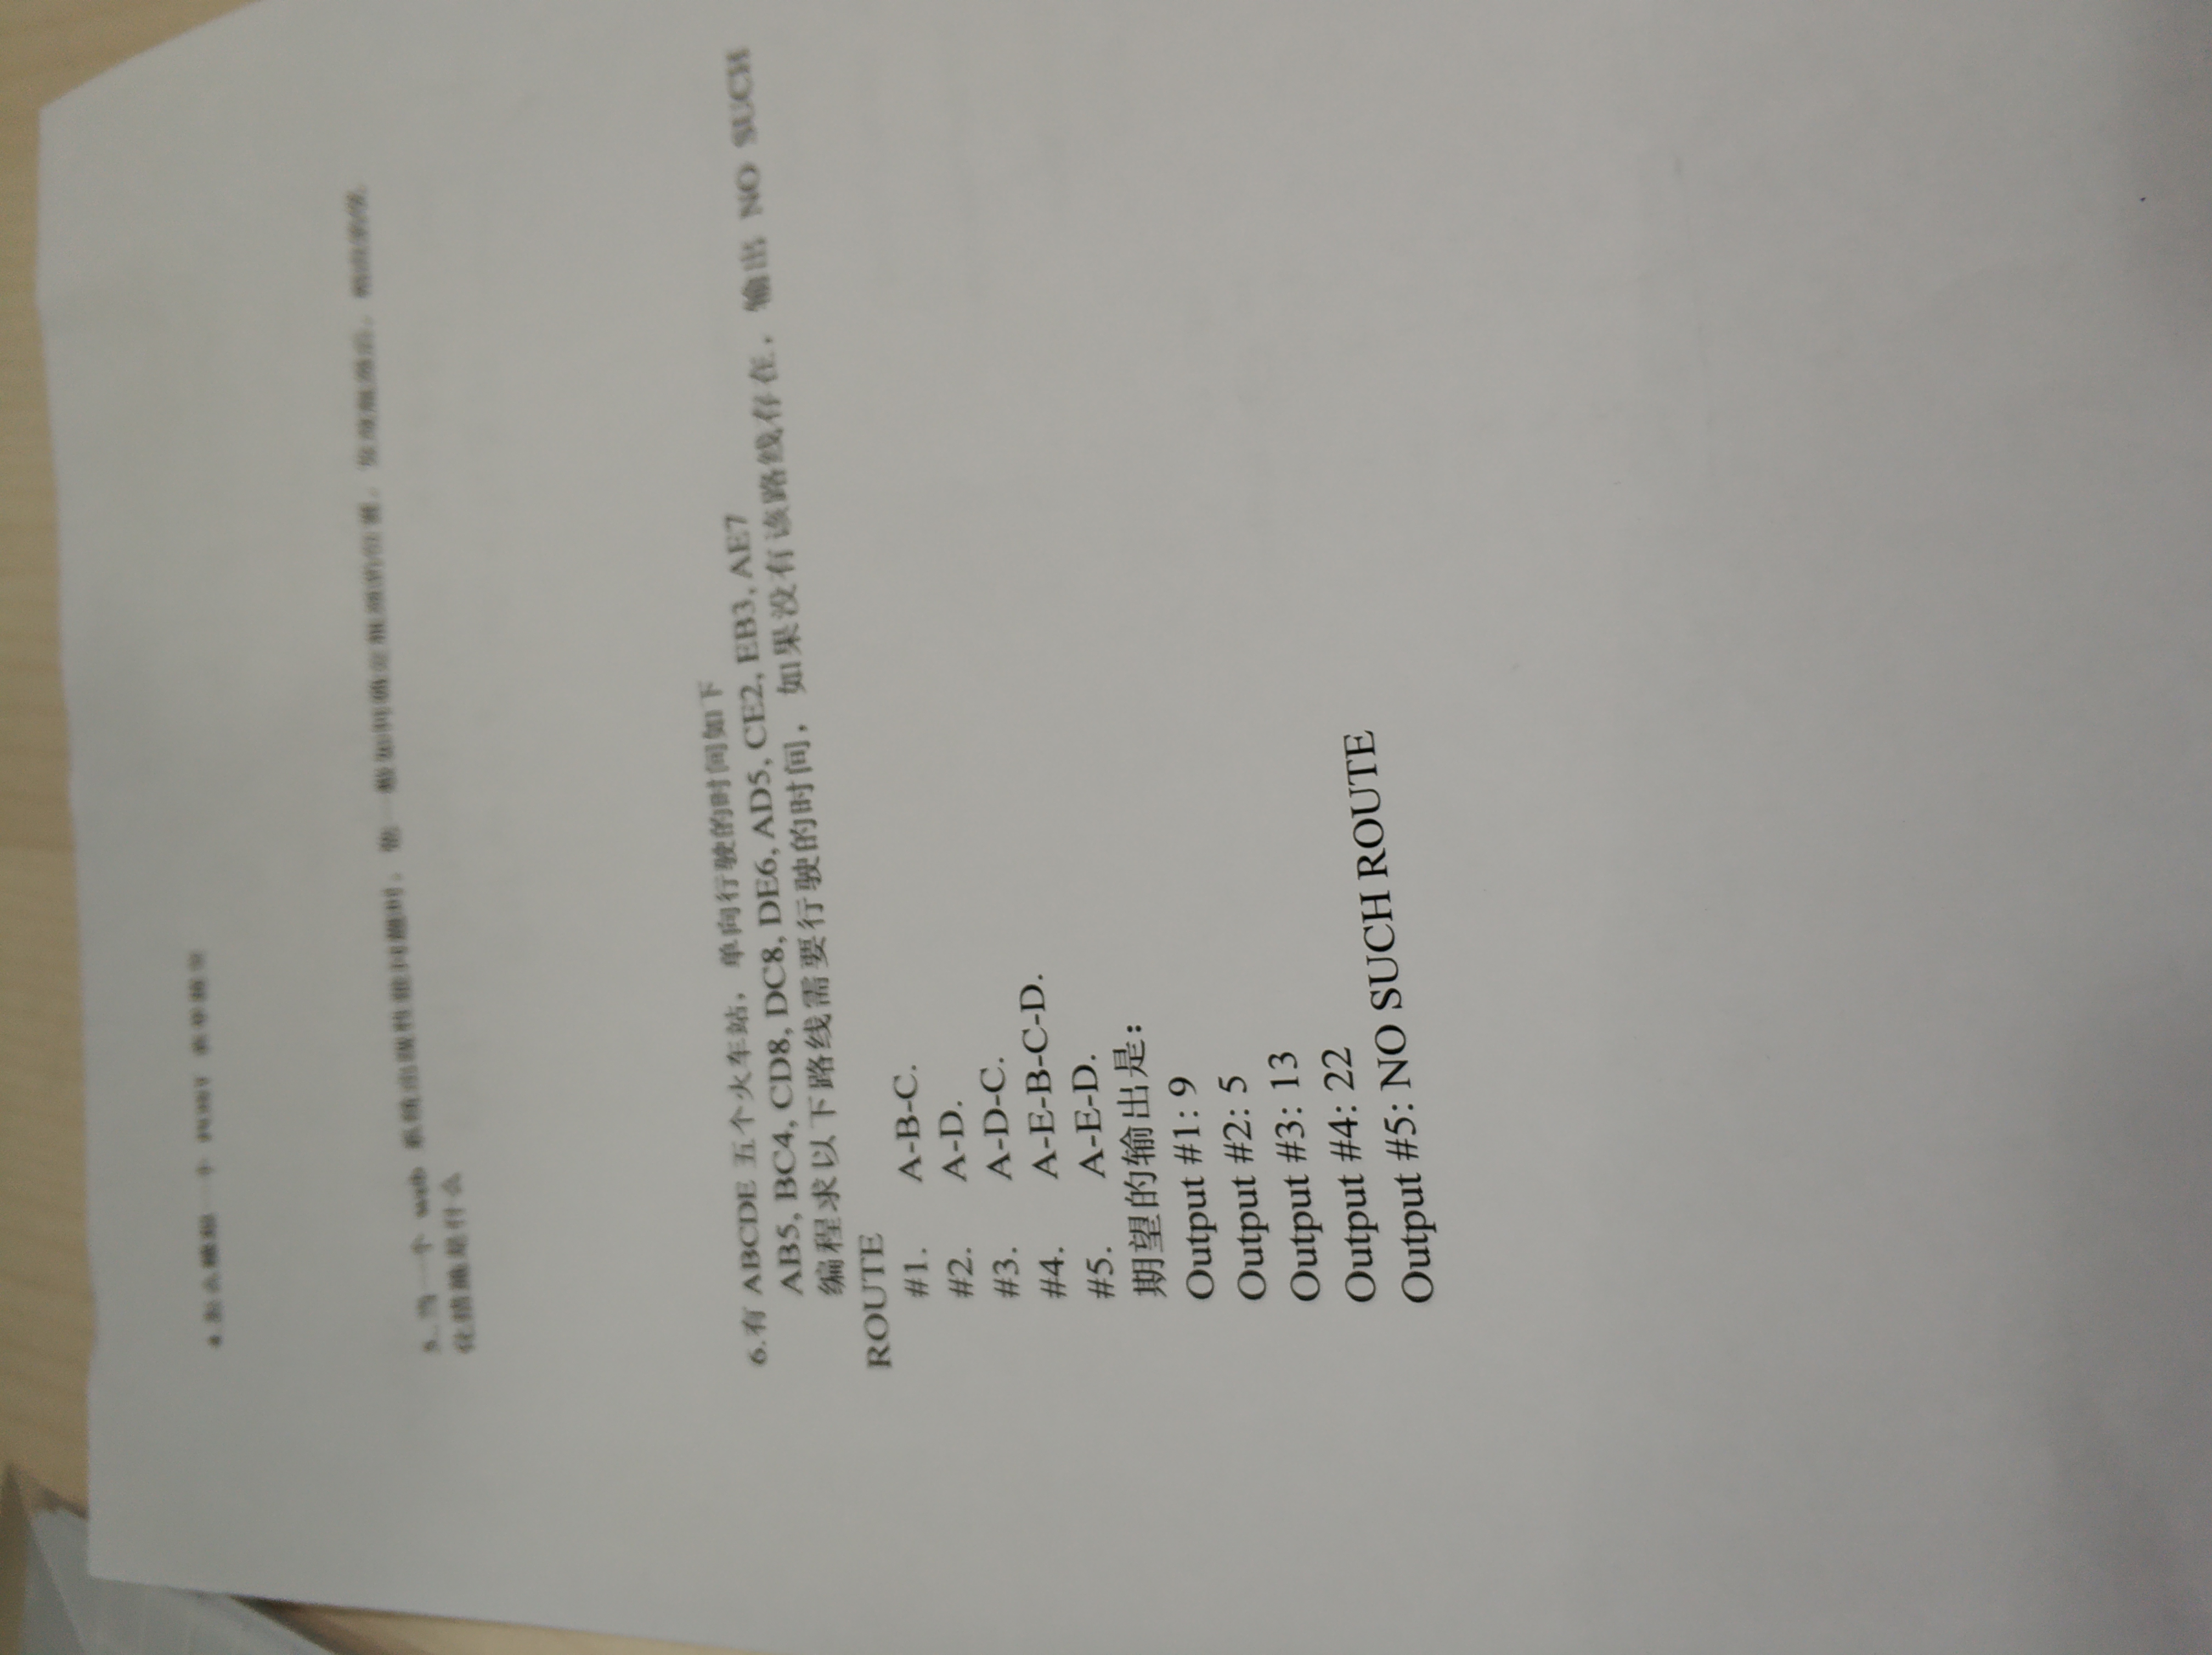 4.怎么模拟一个 POST 表单提交
5..当一个 web 系统出现性能问题时，您一般如何确定瓶颈的位置，发现瓶颈后，相应的优
化措施是什么
6.有 ABCDE 五个火车站，单向行驶的时间如下
AB5, BC4, CD8, DC8, DE6, AD5, CE2, EB3, AE7
编程求以下路线需要行驶的时间，如果没有该路线存在，输出 NO SUCH
ROUTE
#1. A-B-C.
#2. A-D.
#3. A-D-C.
#4. A-E-B-C-D.
#5. A-E-D.
期望的输出是：
Output #1: 9
Output #2: 5
Output #3: 13
Output #4: 22
Output #5: NO SUCH ROUTE